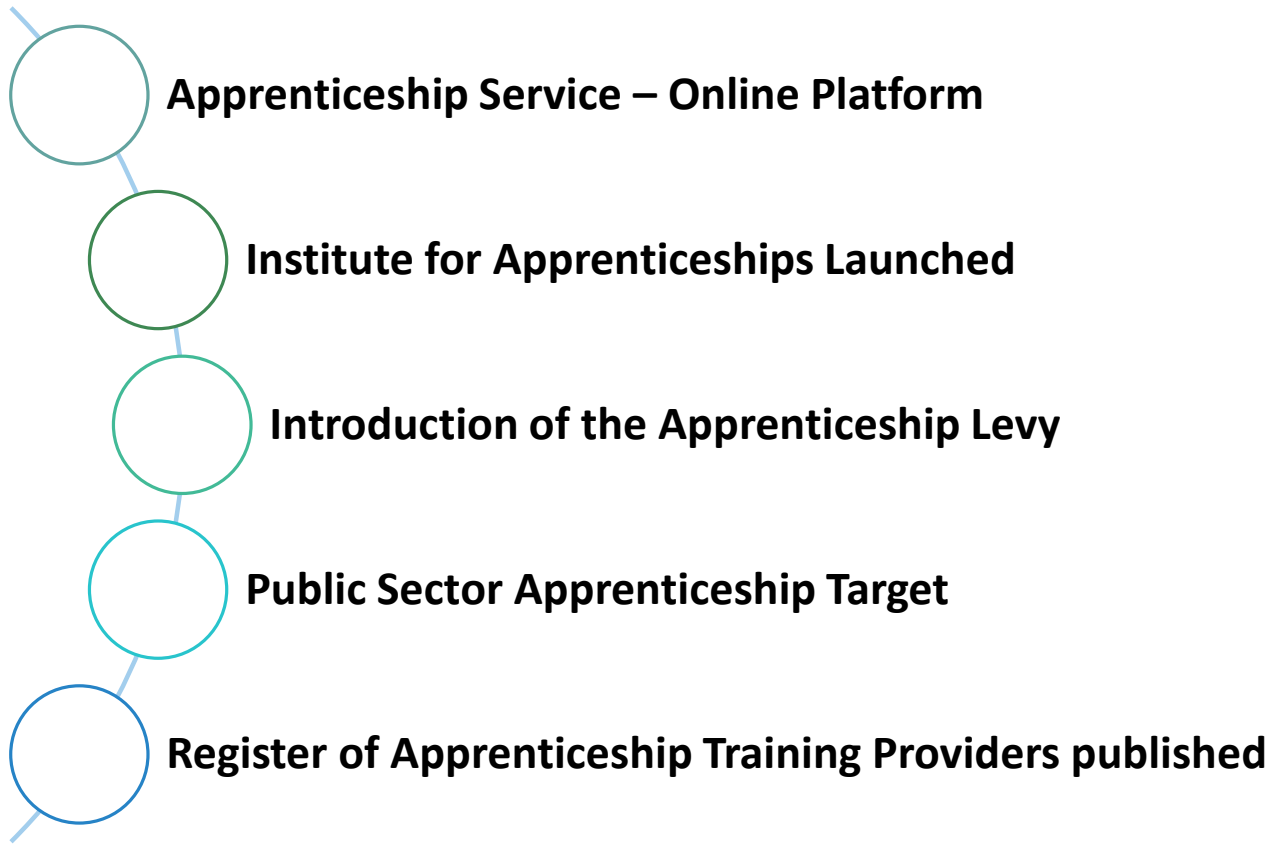 Apprenticeship Service – Online Platform
Institute for Apprenticeships Launched
Introduction of the Apprenticeship Levy
Public Sector Apprenticeship Target
Register of Apprenticeship Training Providers published